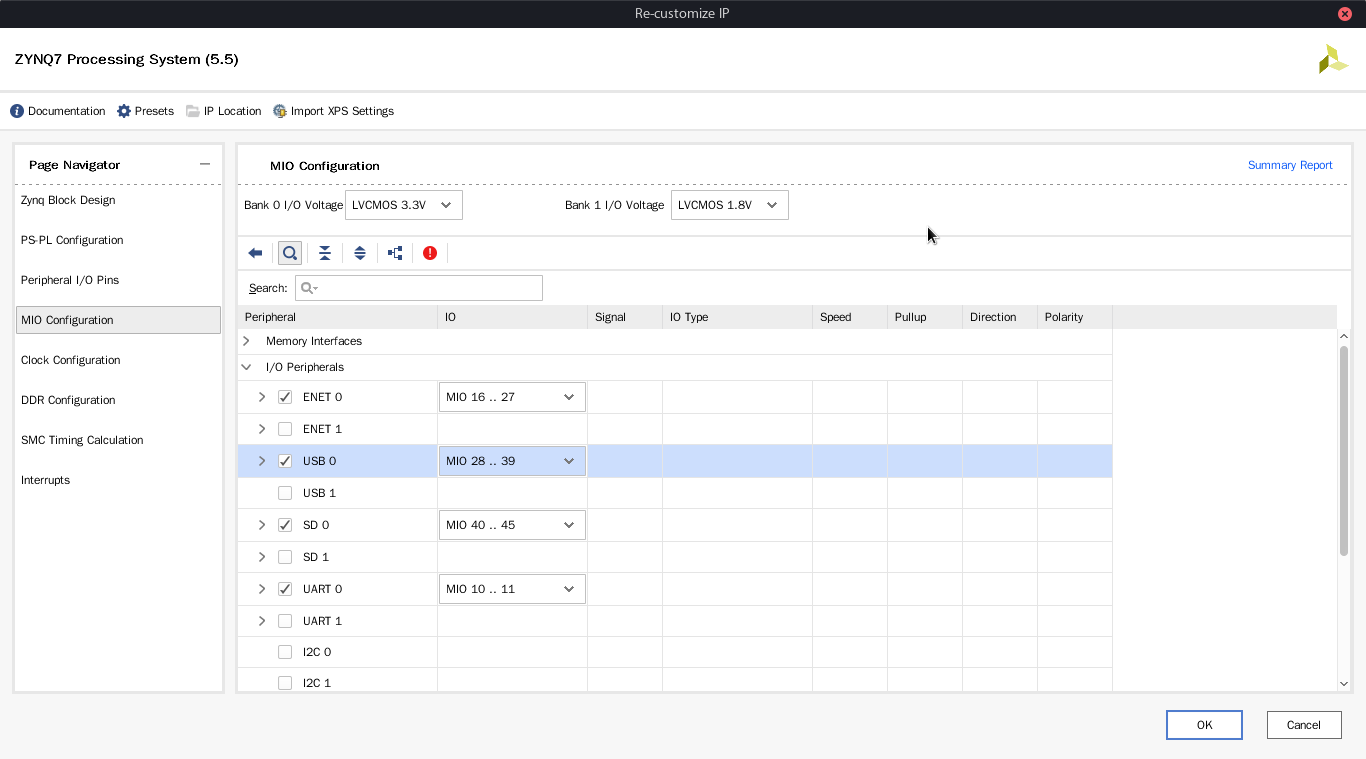 Re-customize IP
ZYNQ7 Processing System (5.5)
Documentation Presets IP Location Import XPS Settings
Page Navigator
Zynq Block Design
PS-PL Configuration
Peripheral I/O Pins
MIO Configuration
Clock Configuration
DDR Configuration
SMC Timing Calculation
Interrupts
MIO Configuration Summary Report
Bank 0 I/O Voltage LVCMOS 3.3V Bank 1 I/O Voltage LVCMOS 1.8V
Search:
Peripheral IO Signal IO Type Speed Pullup Direction Polarity
Memory Interfaces
I/O Peripherals
ENET 0 MIO 16 .. 27
ENET 1
USB 0 MIO 28 .. 39
USB 1
SD 0 MIO 40 .. 45
SD 1
UART 0 MIO 10 .. 11
UART 1
I2C 0
I2C 1
OK Cancel